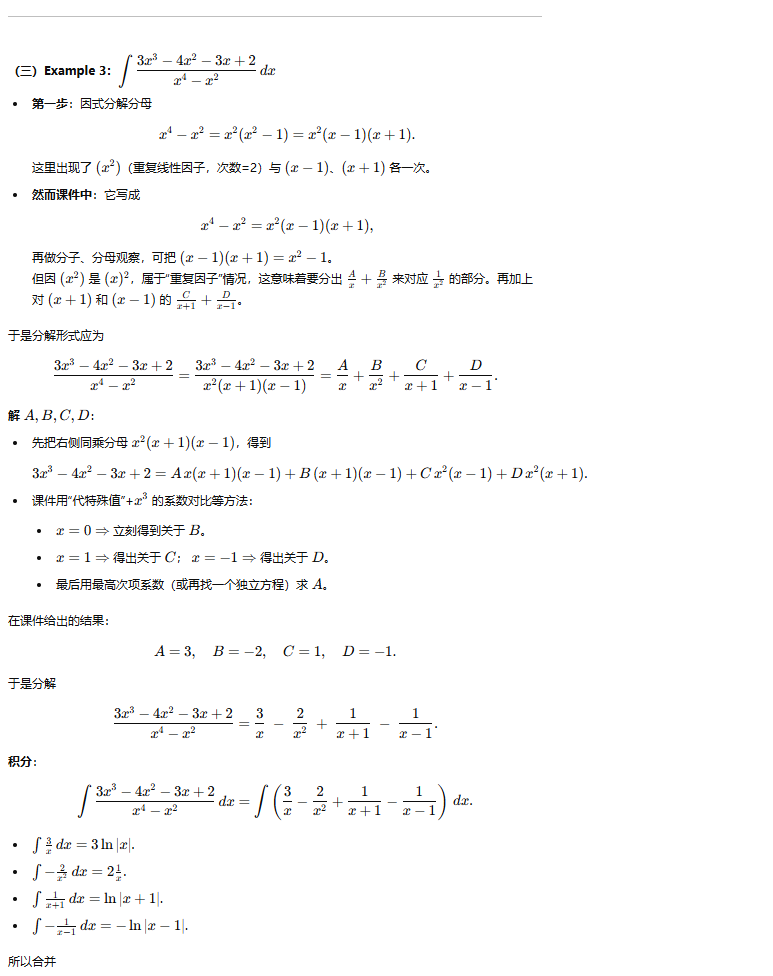 （三）Example 3： ∫ (3x³ − 4x² − 3x + 2)/(x⁴ − x²) dx
• 第一步：因式分解分母
x⁴ − x² = x²(x² − 1) = x²(x − 1)(x + 1).
这里出现了 (x²)（重复线性因子，次数=2）与 (x − 1)、(x + 1) 各一次。
• 然而课件中：它写成
x⁴ − x² = x²(x − 1)(x + 1),
再做分子、分母观察，可把 (x − 1)(x + 1) = x² − 1。
但因 (x²) 是 (x)²，属于“重复因子”情况，这意味着要分出 A/x + B/x² 来对应 1/x² 的部分。再加上
对 (x + 1) 和 (x − 1) 的 C/(x+1) + D/(x−1)。
于是分解形式应为
(3x³ − 4x² − 3x + 2)/(x⁴ − x²) = (3x³ − 4x² − 3x + 2)/(x²(x + 1)(x − 1)) = A/x + B/x² + C/(x + 1) + D/(x − 1).
解 A, B, C, D：
• 先把右侧同乘分母 x²(x + 1)(x − 1)，得到
3x³ − 4x² − 3x + 2 = A x(x + 1)(x − 1) + B (x + 1)(x − 1) + C x²(x − 1) + D x²(x + 1).
• 课件用“代特殊值”+x³ 的系数对比等方法：
• x = 0 ⇒ 立刻得到关于 B。
• x = 1 ⇒ 得出关于 C； x = −1 ⇒ 得出关于 D。
• 最后用最高次项系数（或再找一个独立方程）求 A。
在课件给出的结果：
A = 3, B = −2, C = 1, D = −1.
于是分解
(3x³ − 4x² − 3x + 2)/(x⁴ − x²) = 3/x − 2/x² + 1/(x + 1) − 1/(x − 1).
积分：
∫ (3x³ − 4x² − 3x + 2)/(x⁴ − x²) dx = ∫ (3/x − 2/x² + 1/(x + 1) − 1/(x − 1)) dx.
• ∫ 3/x dx = 3 ln |x|.
• ∫ −2/x² dx = 2 1/x.
• ∫ 1/(x+1) dx = ln |x + 1|.
• ∫ −1/(x−1) dx = − ln |x − 1|.
所以合并